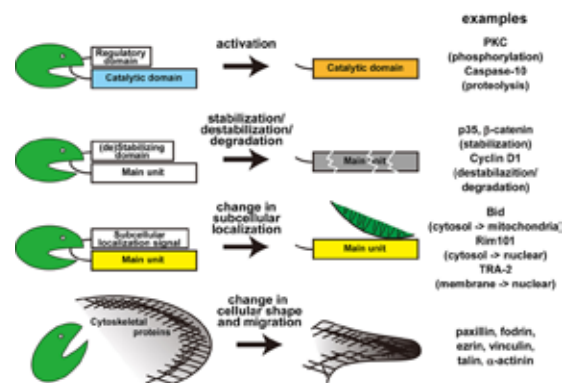 examples
Regulatory
domain
Catalytic domain
activation
Catalytic domain
PKC
(phosphorylation)
Caspase-10
(proteolysis)
(de)Stabilizing
domain
Main unit
stabilization/
destabilization/
degradation
Main unit
p35, β-catenin
(stabilization)
Cyclin D1
(destabilazition/
degradation)
Subcellular
localization signal
Main unit
change in
subcellular
localization
Main unit
Bid
(cytosol -> mitochondria)
Rim101
(cytosol -> nuclear)
TRA-2
(membrane -> nuclear)
Cytoskeletal
proteins
change in
cellular shape
and migration
paxillin, fodrin,
ezrin, vinculin,
talin, α-actinin